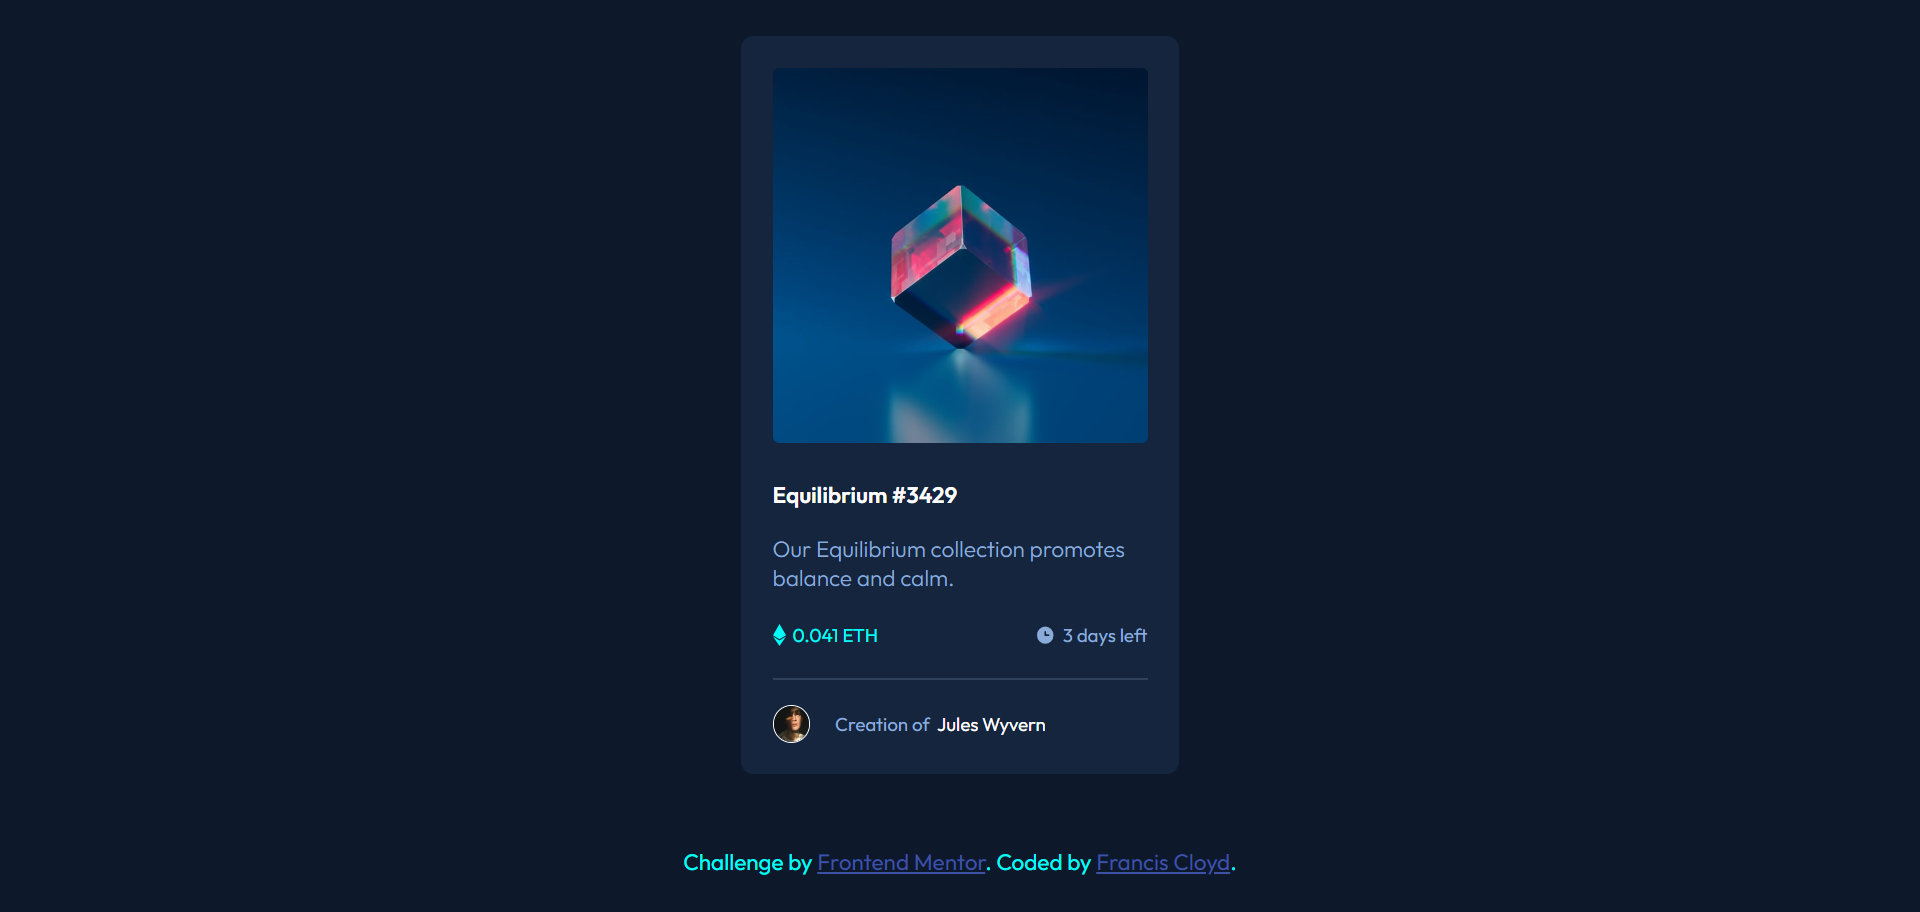 Equilibrium #3429
Our Equilibrium collection promotes
balance and calm.
0.041 ETH
3 days left
Creation of Jules Wyvern
Challenge by Frontend Mentor. Coded by Francis Cloyd.